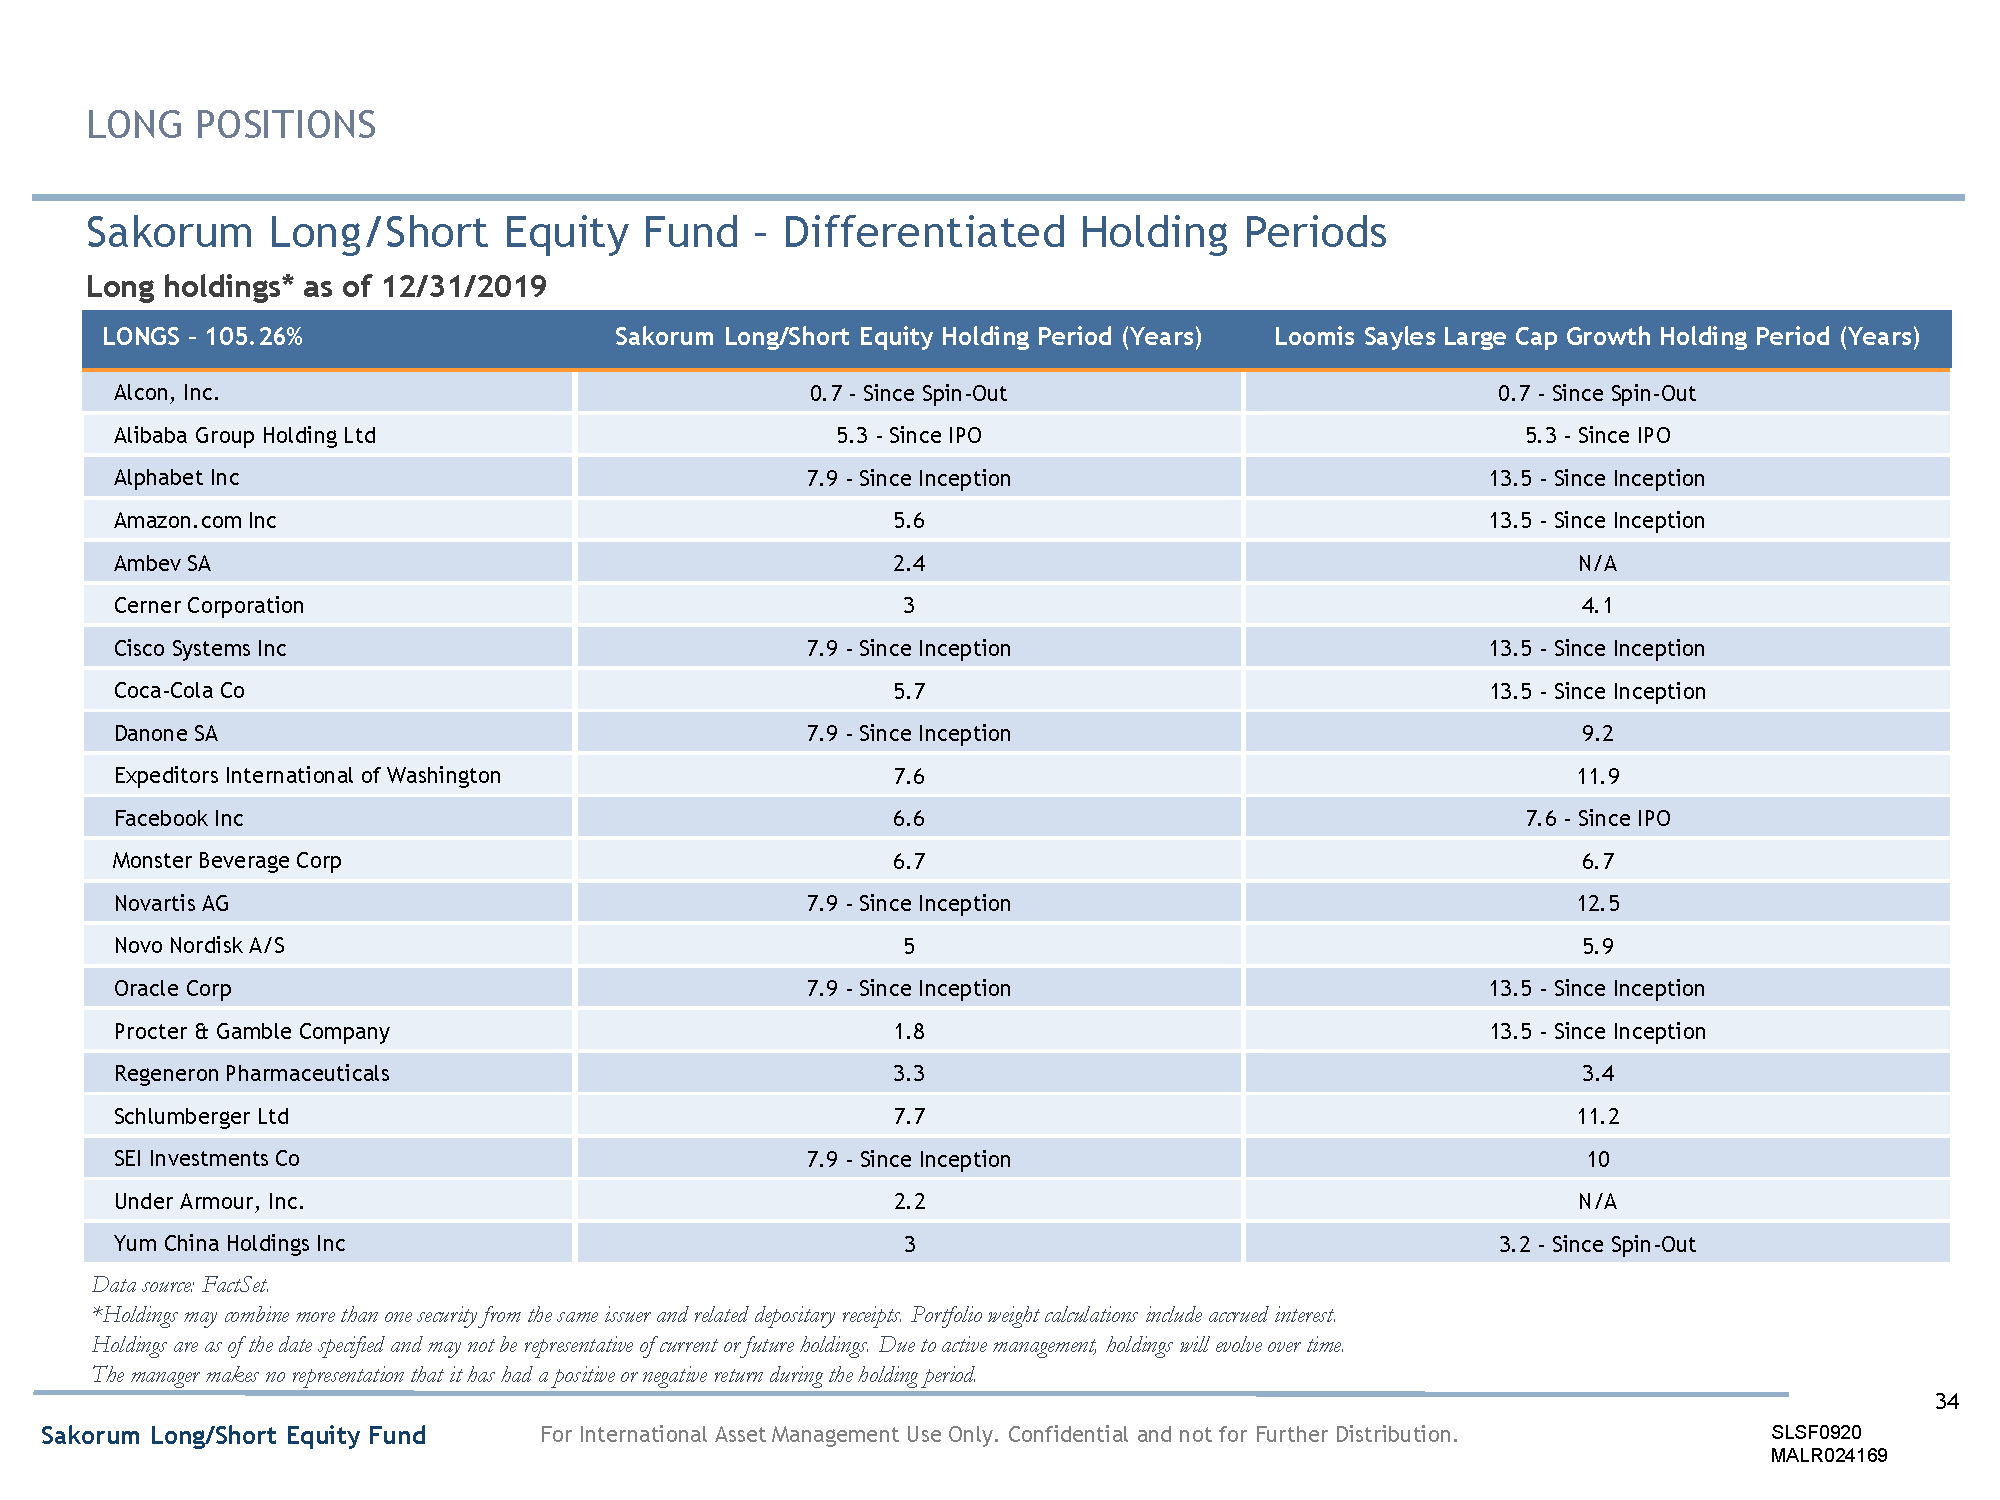 LONG POSITIONS
Sakorum Long/Short Equity Fund – Differentiated Holding Periods
Long holdings* as of 12/31/2019
LONGS – 105.26% Sakorum Long/Short Equity Holding Period (Years) Loomis Sayles Large Cap Growth Holding Period (Years)
Alcon, Inc. 0.7 - Since Spin-Out 0.7 - Since Spin-Out
Alibaba Group Holding Ltd 5.3 - Since IPO 5.3 - Since IPO
Alphabet Inc 7.9 - Since Inception 13.5 - Since Inception
Amazon.com Inc 5.6 13.5 - Since Inception
Ambev SA 2.4 N/A
Cerner Corporation 3 4.1
Cisco Systems Inc 7.9 - Since Inception 13.5 - Since Inception
Coca-Cola Co 5.7 13.5 - Since Inception
Danone SA 7.9 - Since Inception 9.2
Expeditors International of Washington 7.6 11.9
Facebook Inc 6.6 7.6 - Since IPO
Monster Beverage Corp 6.7 6.7
Novartis AG 7.9 - Since Inception 12.5
Novo Nordisk A/S 5 5.9
Oracle Corp 7.9 - Since Inception 13.5 - Since Inception
Procter & Gamble Company 1.8 13.5 - Since Inception
Regeneron Pharmaceuticals 3.3 3.4
Schlumberger Ltd 7.7 11.2
SEI Investments Co 7.9 - Since Inception 10
Under Armour, Inc. 2.2 N/A
Yum China Holdings Inc 3 3.2 - Since Spin-Out
Data source: FactSet.
*Holdings may combine more than one security from the same issuer and related depositary receipts. Portfolio weight calculations include accrued interest.
Holdings are as of the date specified and may not be representative of current or future holdings. Due to active management, holdings will evolve over time.
The manager makes no representation that it has had a positive or negative return during the holding period.
34
Sakorum Long/Short Equity Fund For International Asset Management Use Only. Confidential and not for Further Distribution. SLSF0920
MALR024169